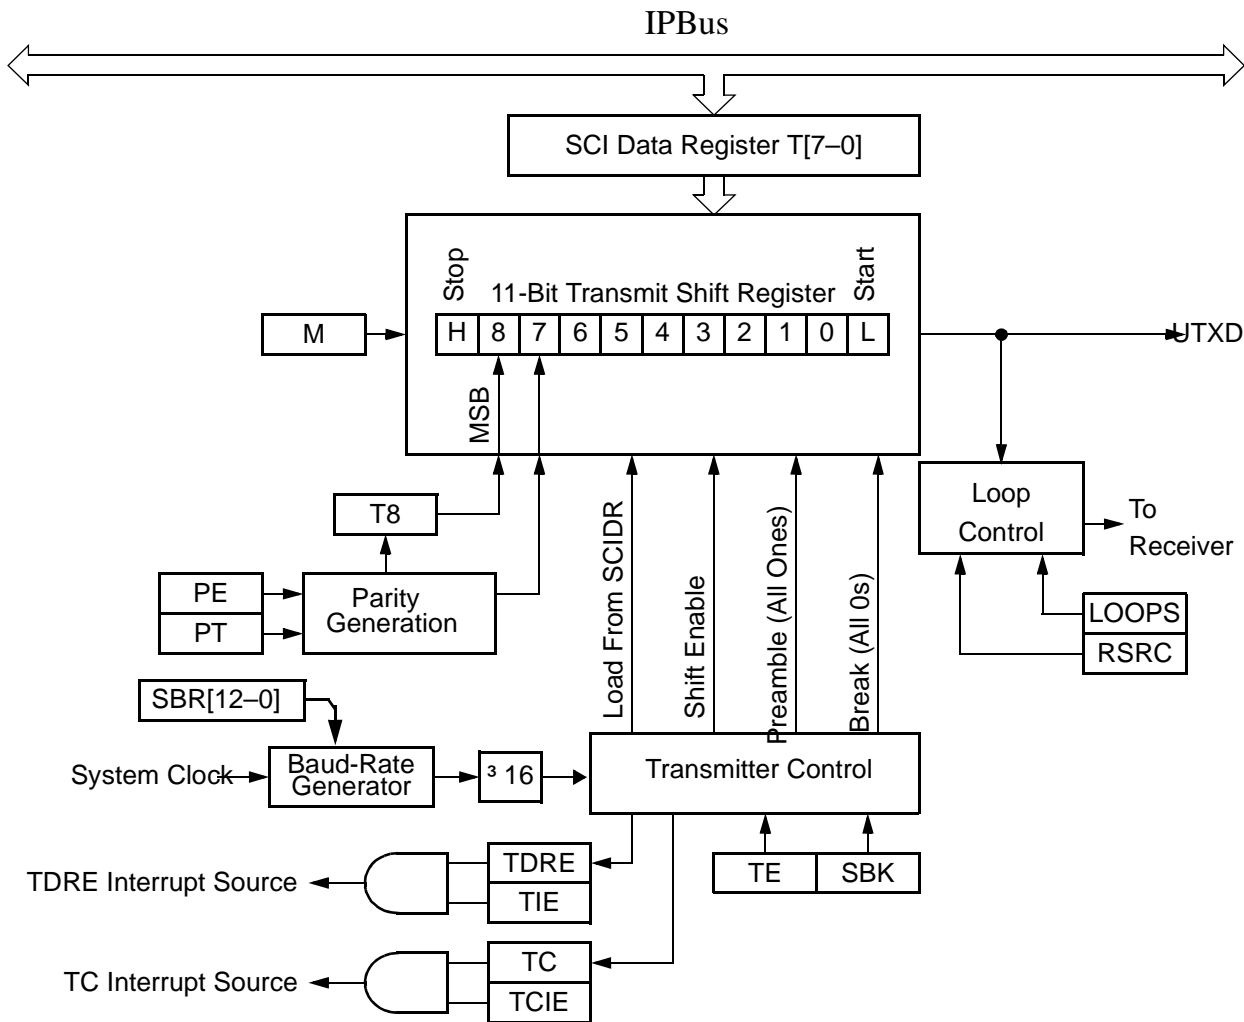 IPBus
SCI Data Register T[7–0]
Stop
11-Bit Transmit Shift Register
Start
M
H 8 7 6 5 4 3 2 1 0 L
UTXD
MSB
T8
Loop
Control
To
Receiver
PE
PT
Parity
Generation
Load From SCIDR
Shift Enable
Preamble (All Ones)
Break (All 0s)
LOOPS
RSRC
SBR[12–0]
System Clock
Baud-Rate
Generator
³ 16
Transmitter Control
TDRE Interrupt Source
TDRE
TIE
TE
SBK
TC Interrupt Source
TC
TCIE